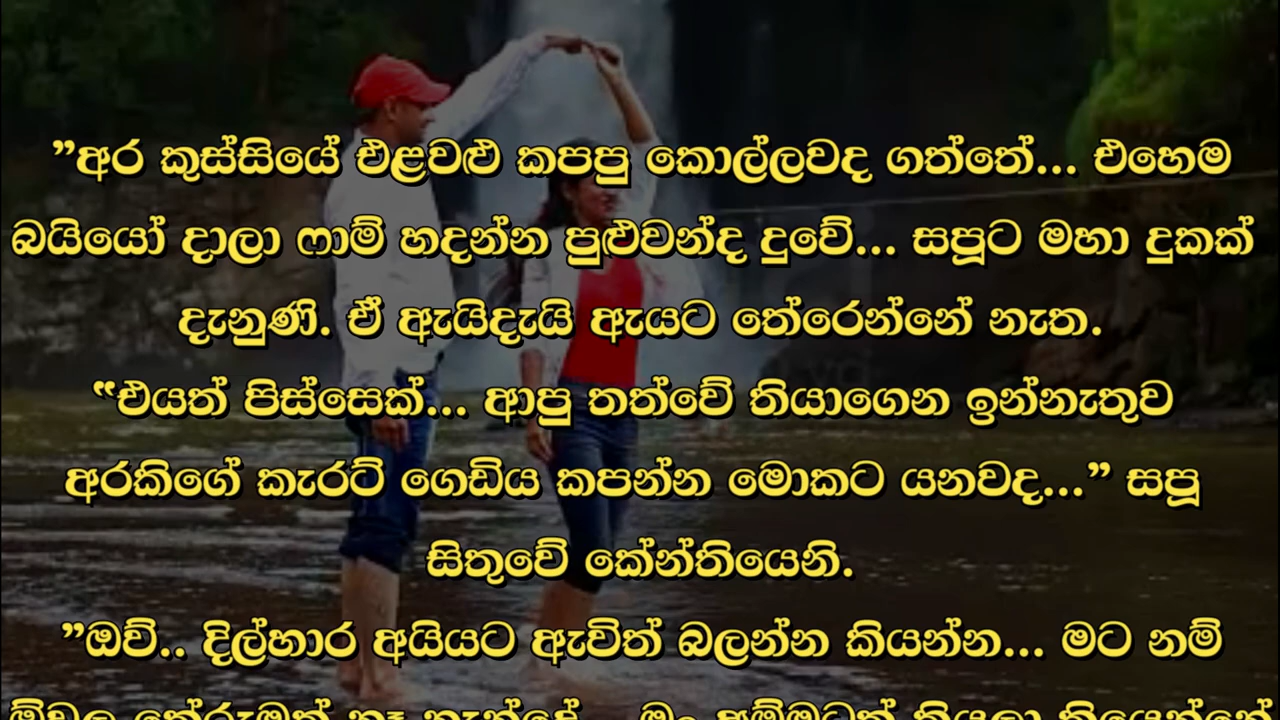 ”අර කුස්සියේ එළවළු කපපු කොල්ලවද ගත්තේ... එහෙම
බයියෝ දාලා ෆාම් හදන්න පුළුවන්ද දුවේ... සපූට මහා දුකක්
දැනුණි. ඒ ඇයිදැයි ඇයට තේරෙන්නේ නැත.
“එයත් පිස්සෙක්... ආපු තත්වේ තියාගෙන ඉන්නැතුව
අරකිගේ කැරට් ගෙඩිය කපන්න මොකට යනවද...” සපූ
සිතුවේ කේන්තියෙනි.
”ඔව්.. දිල්හාර අයියට ඇවිත් බලන්න කියන්න... මට නම්